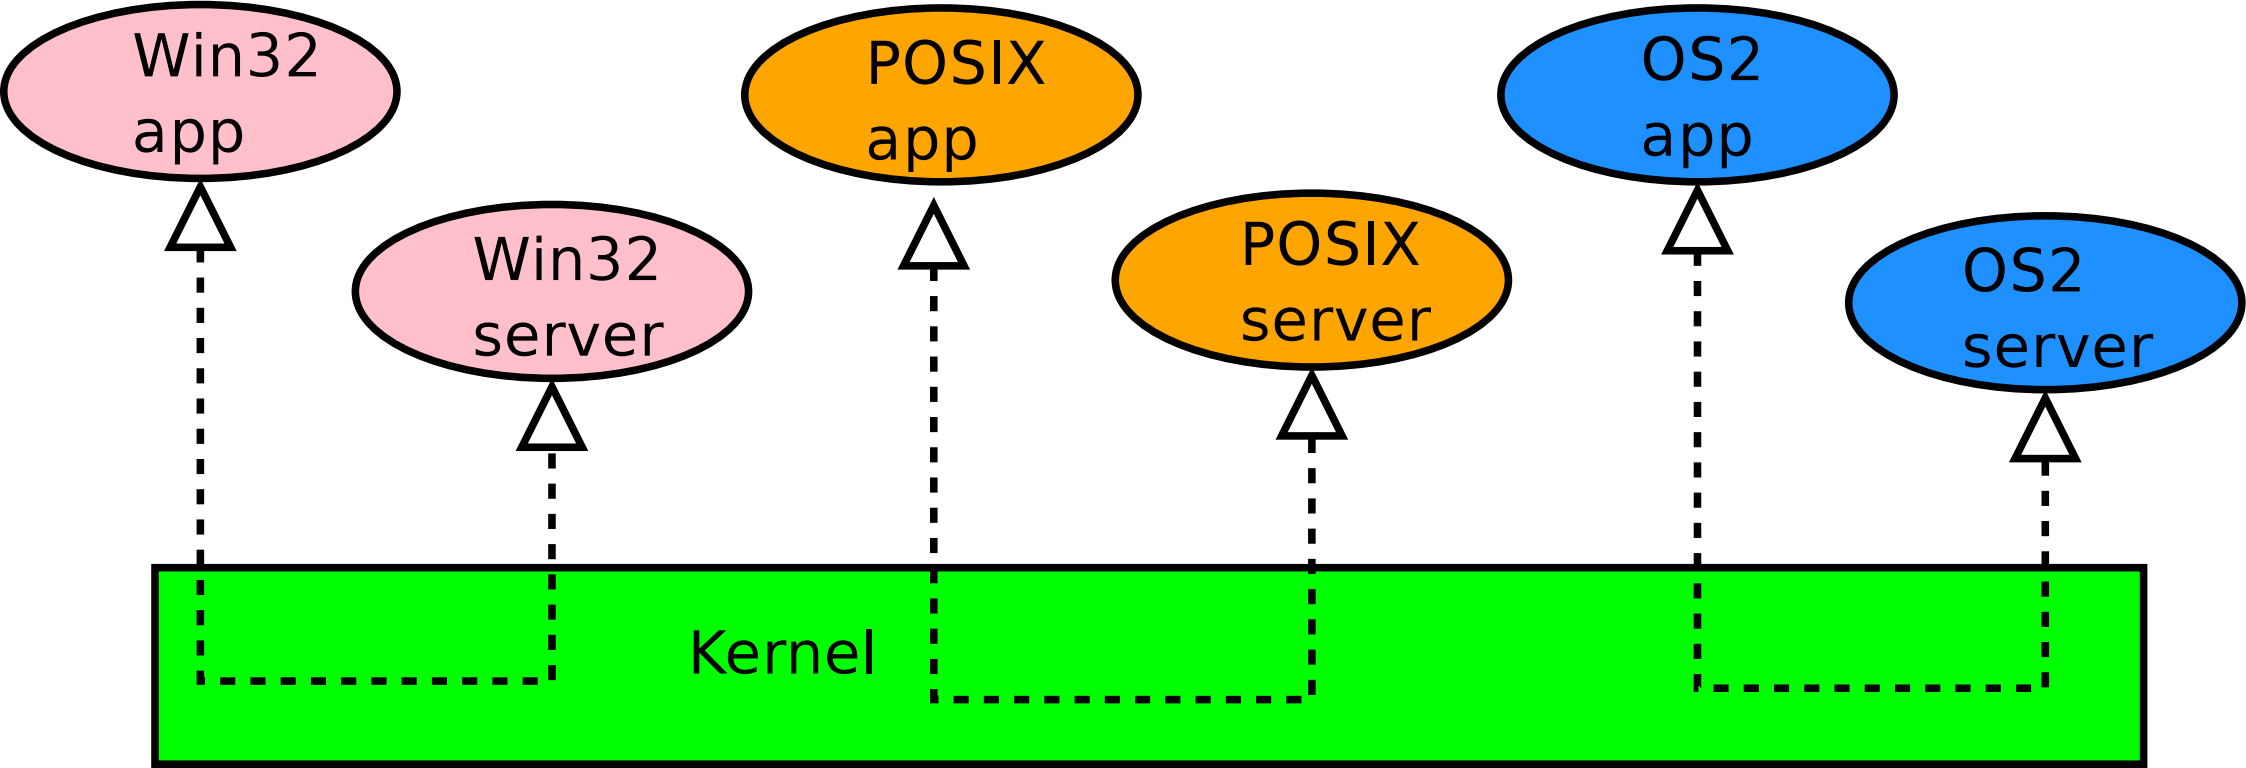 Win32
app
Win32
server
POSIX
app
POSIX
server
OS2
app
OS2
server
Kernel